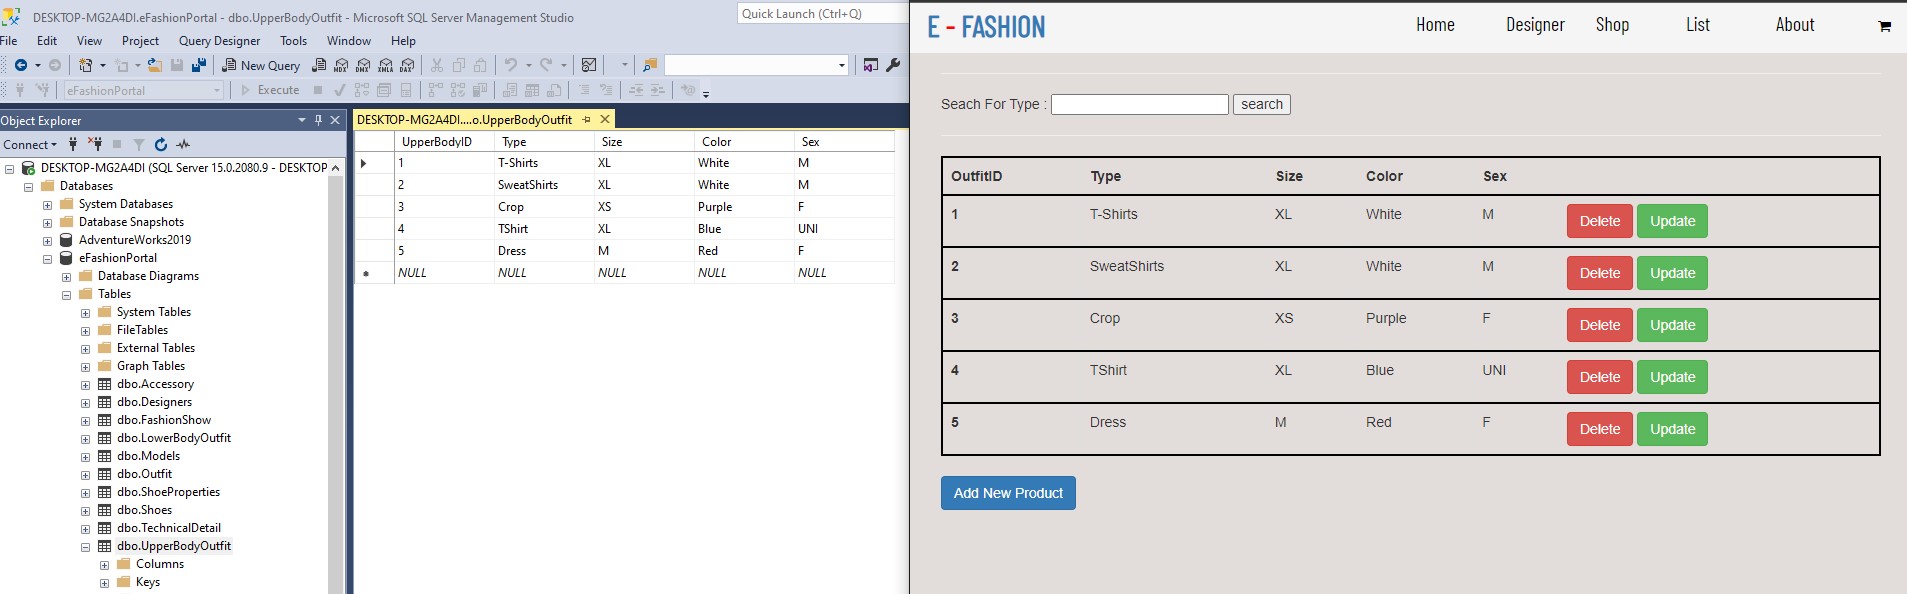 DESKTOP-MG2A4DI.eFashionPortal - dbo.UpperBodyOutfit - Microsoft SQL Server Management Studio
Quick Launch (Ctrl+Q)
File Edit View Project Query Designer Tools Window Help
New Query MDX DMX XMLA DAX
eFashionPortal Execute
Object Explorer
Connect
DESKTOP-MG2A4DI (SQL Server 15.0.2080.9 - DESKTOP
Databases
System Databases
Database Snapshots
AdventureWorks2019
eFashionPortal
Database Diagrams
Tables
System Tables
FileTables
External Tables
Graph Tables
dbo.Accessory
dbo.Designers
dbo.FashionShow
dbo.LowerBodyOutfit
dbo.Models
dbo.Outfit
dbo.ShoeProperties
dbo.Shoes
dbo.TechnicalDetail
dbo.UpperBodyOutfit
Columns
Keys
DESKTOP-MG2A4DI....o.UpperBodyOutfit
UpperBodyID Type Size Color Sex
1 T-Shirts XL White M
2 SweatShirts XL White M
3 Crop XS Purple F
4 TShirt XL Blue UNI
5 Dress M Red F
NULL NULL NULL NULL NULL
E - FASHION
Home Designer Shop List About
Seach For Type : search
OutfitID Type Size Color Sex
1 T-Shirts XL White M Delete Update
2 SweatShirts XL White M Delete Update
3 Crop XS Purple F Delete Update
4 TShirt XL Blue UNI Delete Update
5 Dress M Red F Delete Update
Add New Product